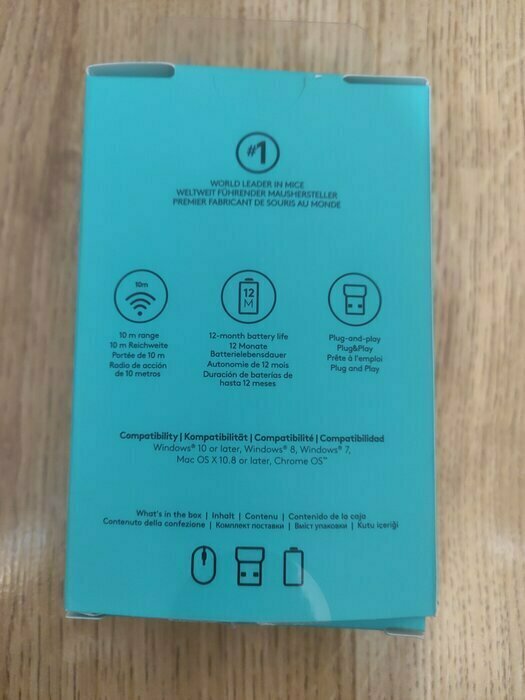 #1
WORLD LEADER IN MICE
WELTWEIT FÜHRENDER MAUSHERSTELLER
PREMIER FABRICANT DE SOURIS AU MONDE
10m
10 m range
10 m Reichweite
Portée de 10 m
Radio de acción
de 10 metros
12
M
12-month battery life
12 Monate
Batterielebensdauer
Autonomie de 12 mois
Duración de baterías de
hasta 12 meses
Plug-and-play
Plug&Play
Prête à l'emploi
Plug and Play
Compatibility | Kompatibilität | Compatibilité | Compatibilidad
Windows® 10 or later, Windows® 8, Windows® 7,
Mac OS X 10.8 or later, Chrome OS™
What's in the box | Inhalt | Contenu | Contenido de la caja
Contenuto della confezione | Комплект поставки | Вміст упаковки | Kutu içeriği